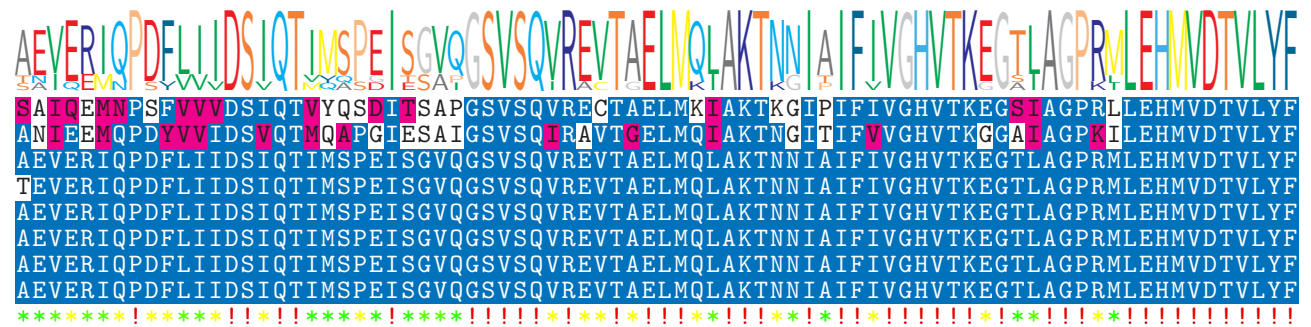 AEVERIQPDFLIIDSIQTIMSPEISGVQGSVSQVREVTAELMQLAKTNNIAIFIVGHVTKEGTLAGPRMLEHMVDTVLYF
SAIQEMNPSFVVVDSIQTVYQSDITSAPGSVSQVRECTAELMKIAKTKGIPIFIVGHVTKEGSIAGPRLLEHMVDTVLYF
ANIEEMQPDYVVIDSVQTMQAPGIESAIGSVSQIRAVTGELMQIAKTNGITIFVVGHVTKGGAIAGPKILEHMVDTVLYF
AEVERIQPDFLIIDSIQTIMSPEISGVQGSVSQVREVTAELMQLAKTNNIAIFIVGHVTKEGTLAGPRMLEHMVDTVLYF
TEVERIQPDFLIIDSIQTIMSPEISGVQGSVSQVREVTAELMQLAKTNNIAIFIVGHVTKEGTLAGPRMLEHMVDTVLYF
AEVERIQPDFLIIDSIQTIMSPEISGVQGSVSQVREVTAELMQLAKTNNIAIFIVGHVTKEGTLAGPRMLEHMVDTVLYF
AEVERIQPDFLIIDSIQTIMSPEISGVQGSVSQVREVTAELMQLAKTNNIAIFIVGHVTKEGTLAGPRMLEHMVDTVLYF
AEVERIQPDFLIIDSIQTIMSPEISGVQGSVSQVREVTAELMQLAKTNNIAIFIVGHVTKEGTLAGPRMLEHMVDTVLYF
AEVERIQPDFLIIDSIQTIMSPEISGVQGSVSQVREVTAELMQLAKTNNIAIFIVGHVTKEGTLAGPRMLEHMVDTVLYF
*******!*****!!*!!*****!****!!!!!*!**!*!!!**!!!**!*!!*!!!!!!*!**!!!**!!!!!!!!!!!